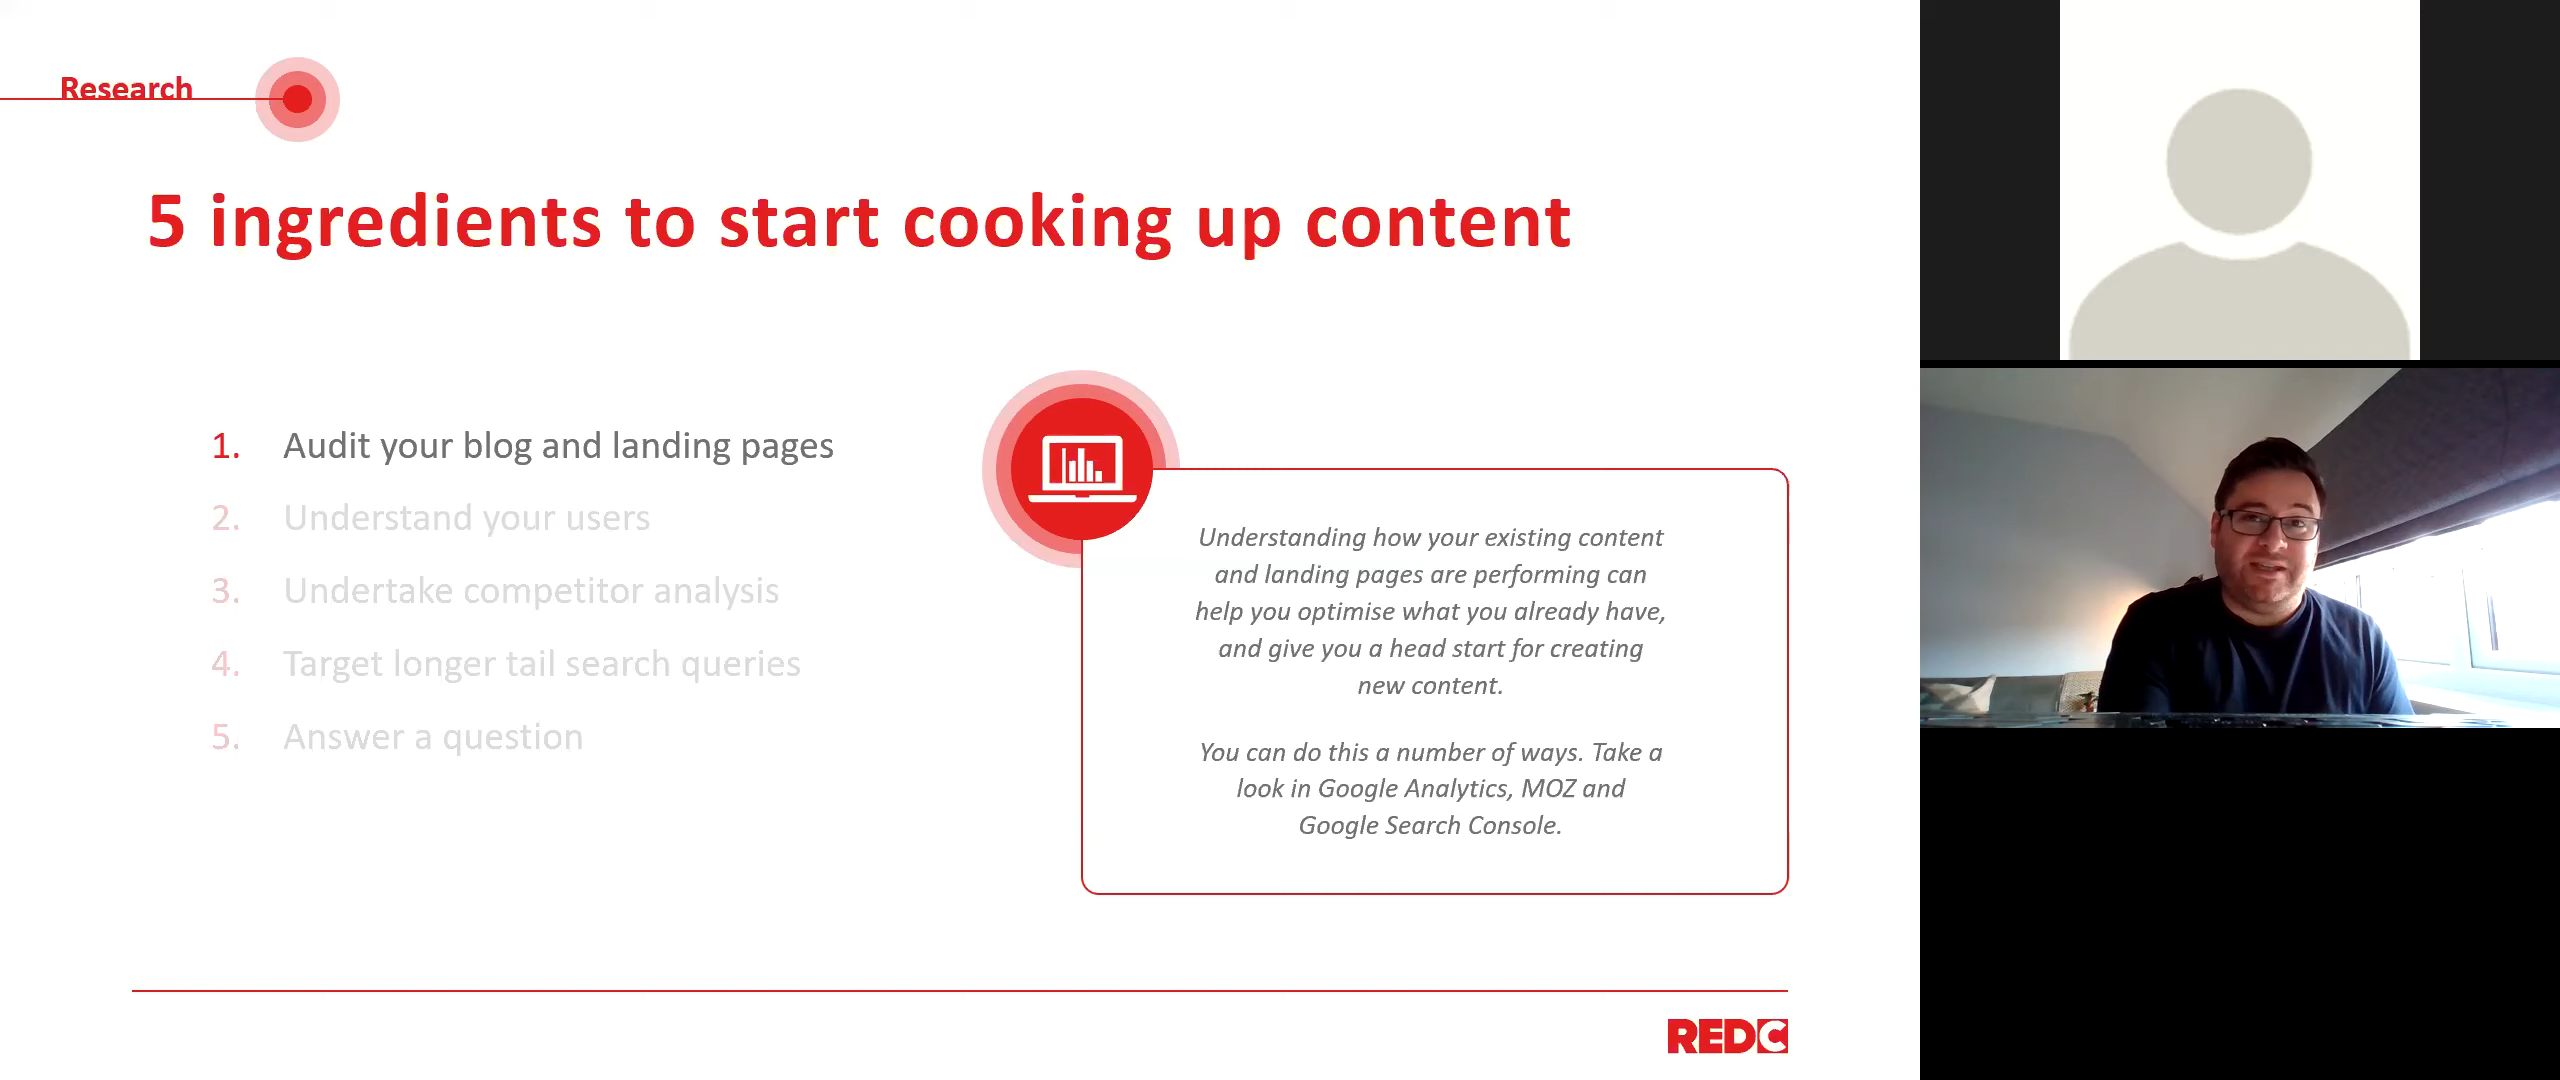 Research
5 ingredients to start cooking up content
1. Audit your blog and landing pages
2. Understand your users
3. Undertake competitor analysis
4. Target longer tail search queries
5. Answer a question
Understanding how your existing content
and landing pages are performing can
help you optimise what you already have,
and give you a head start for creating
new content.
You can do this a number of ways. Take a
look in Google Analytics, MOZ and
Google Search Console.
REDC